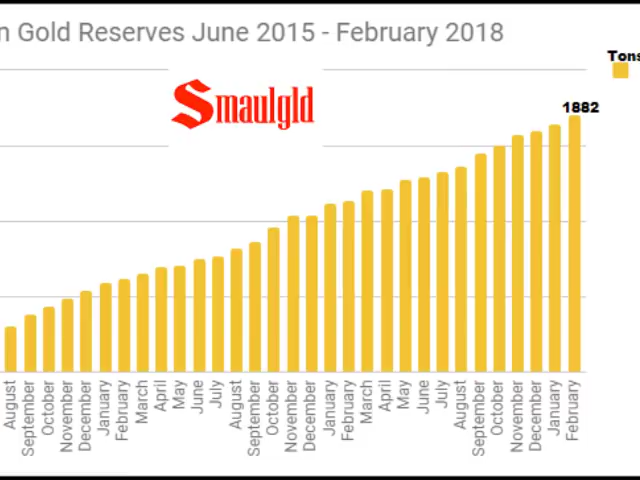 n Gold Reserves June 2015 - February 2018
Tons
Smaulgld
1882
August
September
October
November
December
January
February
March
April
May
June
July
August
September
October
November
December
January
February
March
April
May
June
July
August
September
October
November
December
January
February